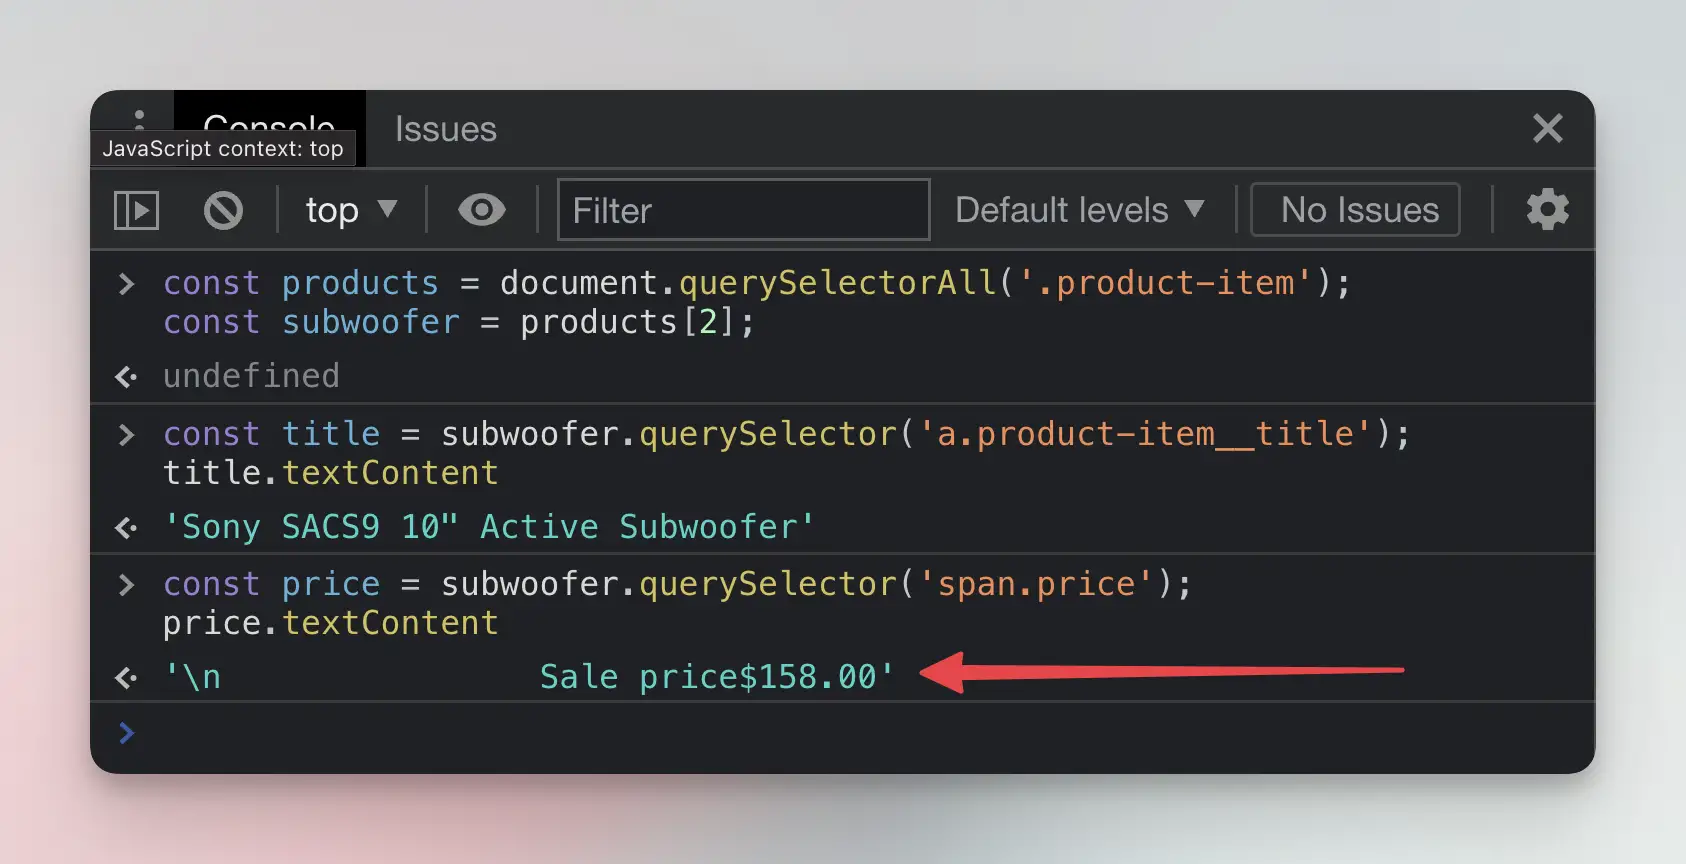 Console Issues
JavaScript context: top
top Filter Default levels No Issues
const products = document.querySelectorAll('.product-item');
const subwoofer = products[2];
undefined
const title = subwoofer.querySelector('a.product-item__title');
title.textContent
'Sony SACS9 10" Active Subwoofer'
const price = subwoofer.querySelector('span.price');
price.textContent
'\n                Sale price$158.00'